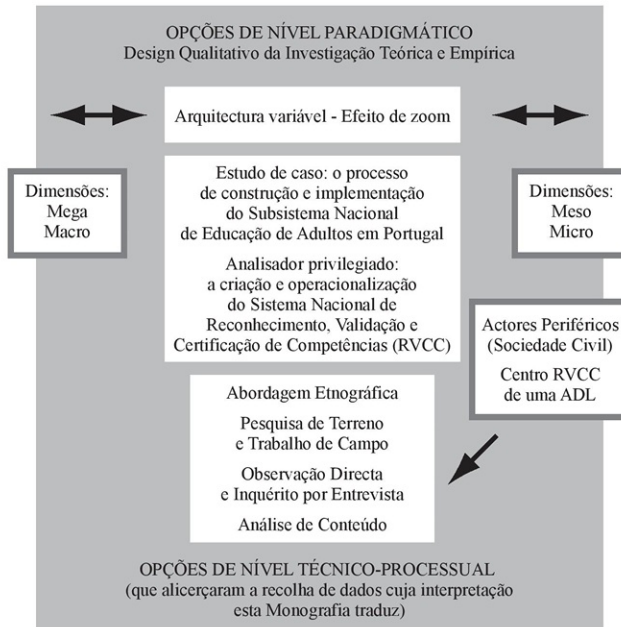 OPÇÕES DE NÍVEL PARADIGMÁTICO
Design Qualitativo da Investigação Teórica e Empírica
Arquitectura variável - Efeito de zoom
Dimensões:
Mega
Macro
Estudo de caso: o processo
de construção e implementação
do Subsistema Nacional
de Educação de Adultos em Portugal
Analisador privilegiado:
a criação e operacionalização
do Sistema Nacional de
Reconhecimento, Validação e
Certificação de Competências (RVCC)
Dimensões:
Meso
Micro
Actores Periféricos
(Sociedade Civil)
Centro RVCC
de uma ADL
Abordagem Etnográfica
Pesquisa de Terreno
e Trabalho de Campo
Observação Directa
e Inquérito por Entrevista
Análise de Conteúdo
OPÇÕES DE NÍVEL TÉCNICO-PROCESSUAL
(que alicerçaram a recolha de dados cuja interpretação
esta Monografia traduz)